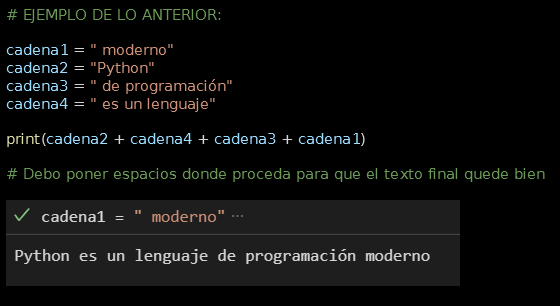 # EJEMPLO DE LO ANTERIOR:
cadena1 = " moderno"
cadena2 = "Python"
cadena3 = " de programación"
cadena4 = " es un lenguaje"
print(cadena2 + cadena4 + cadena3 + cadena1)
# Debo poner espacios donde proceda para que el texto final quede bien
✓ cadena1 = " moderno" ···
Python es un lenguaje de programación moderno